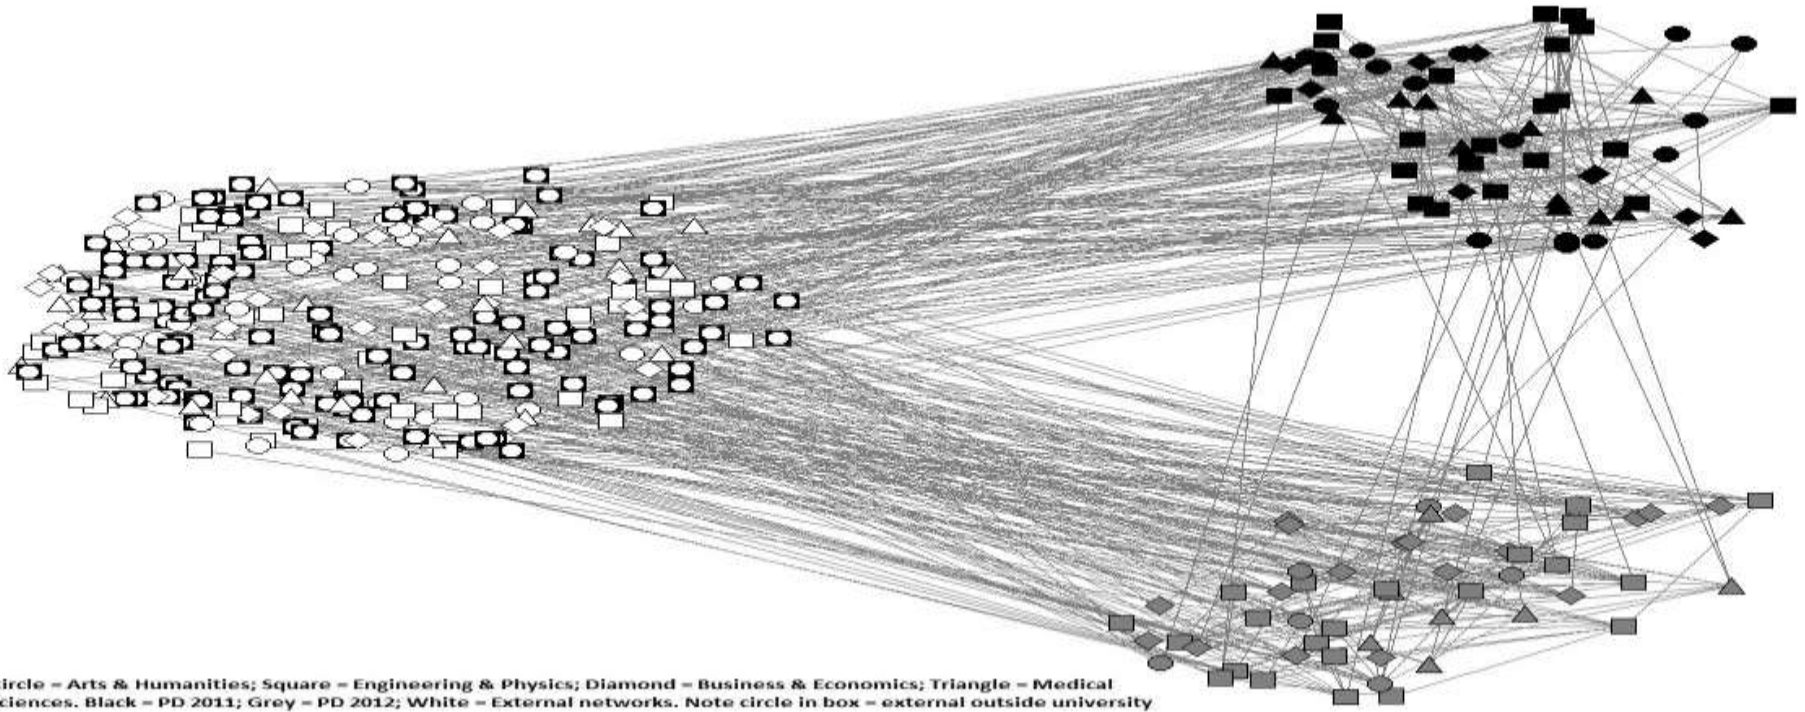 ircle = Arts & Humanities; Square = Engineering & Physics; Diamond = Business & Economics; Triangle = Medical
ciences. Black = PD 2011; Grey = PD 2012; White = External networks. Note circle in box = external outside university